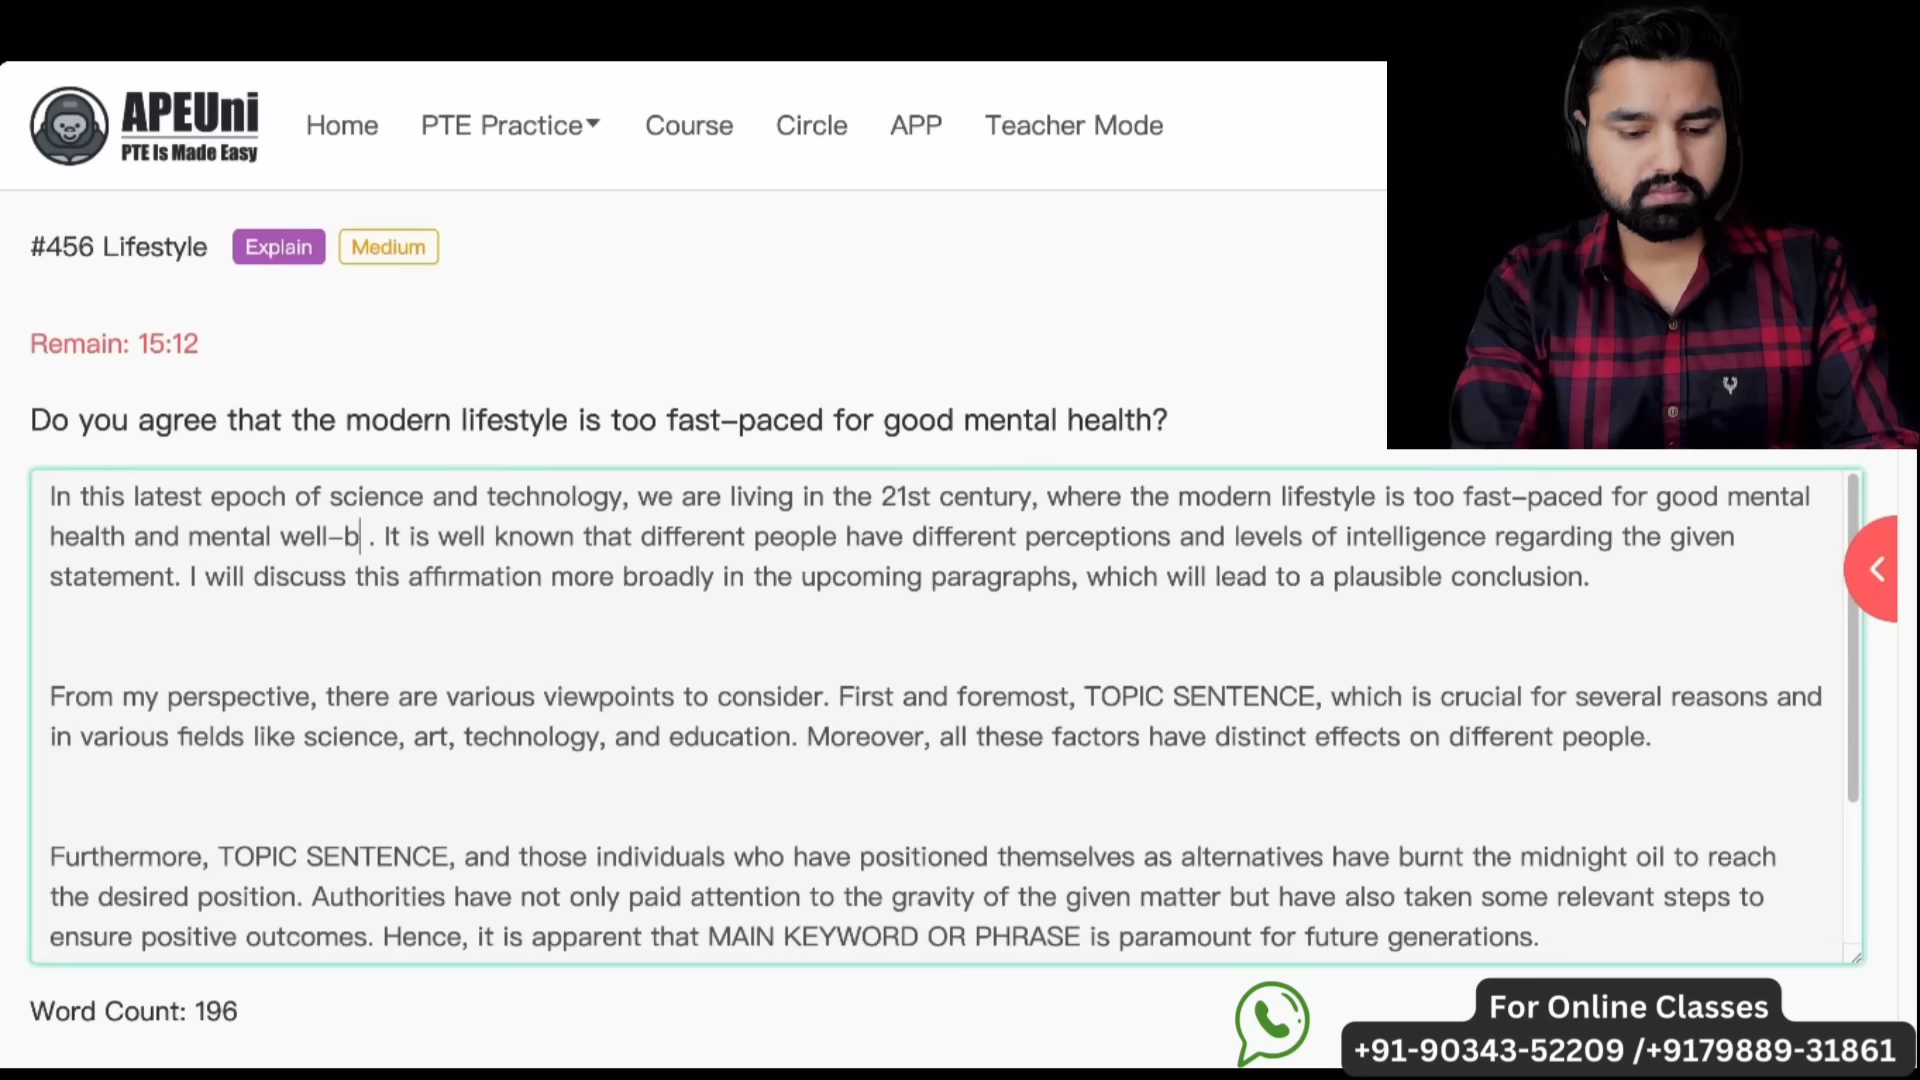 APEUni
PTE Is Made Easy
Home PTE Practice Course Circle APP Teacher Mode
#456 Lifestyle Explain Medium
Remain: 15:12
Do you agree that the modern lifestyle is too fast-paced for good mental health?
In this latest epoch of science and technology, we are living in the 21st century, where the modern lifestyle is too fast-paced for good mental
health and mental well-b . It is well known that different people have different perceptions and levels of intelligence regarding the given
statement. I will discuss this affirmation more broadly in the upcoming paragraphs, which will lead to a plausible conclusion.
From my perspective, there are various viewpoints to consider. First and foremost, TOPIC SENTENCE, which is crucial for several reasons and
in various fields like science, art, technology, and education. Moreover, all these factors have distinct effects on different people.
Furthermore, TOPIC SENTENCE, and those individuals who have positioned themselves as alternatives have burnt the midnight oil to reach
the desired position. Authorities have not only paid attention to the gravity of the given matter but have also taken some relevant steps to
ensure positive outcomes. Hence, it is apparent that MAIN KEYWORD OR PHRASE is paramount for future generations.
Word Count: 196
For Online Classes
+91-90343-52209 /+9179889-31861